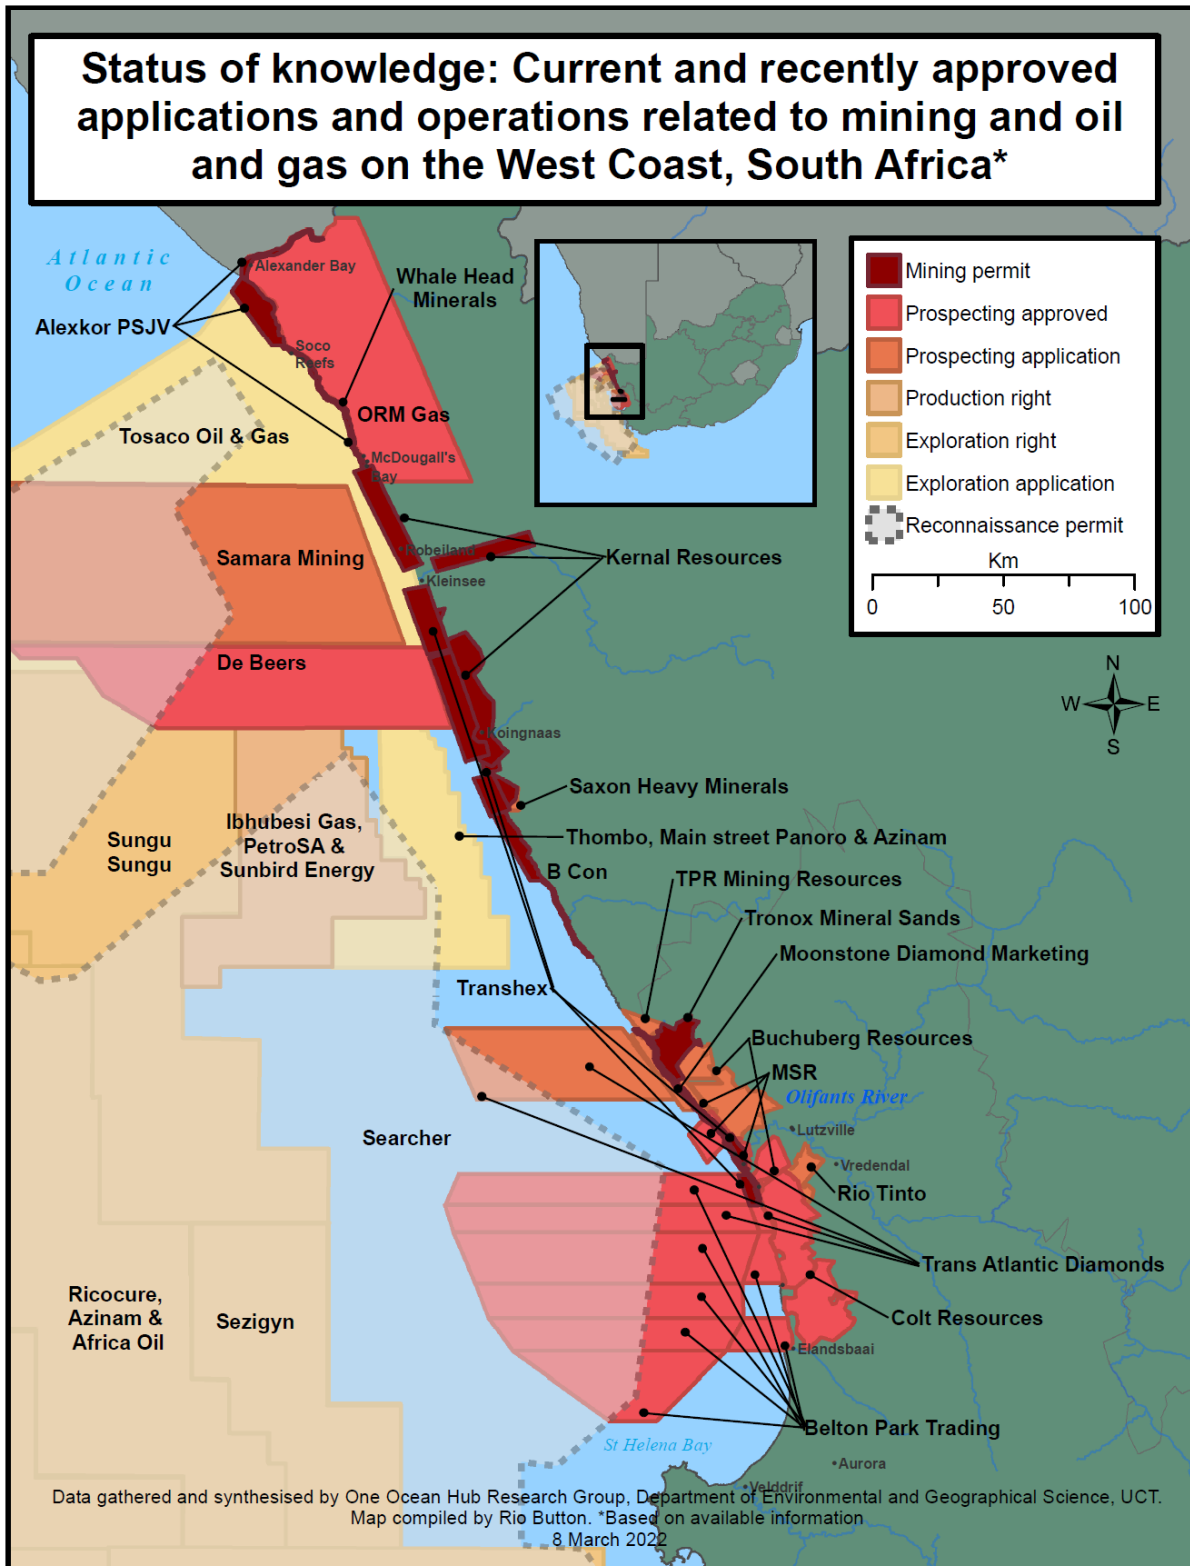 Status of knowledge: Current and recently approved
applications and operations related to mining and oil
and gas on the West Coast, South Africa*
Atlantic
Ocean
Alexander Bay
Whale Head
Minerals
Alexkor PSJV
Soco
Reefs
ORM Gas
Tosaco Oil & Gas
McDougall's
Bay
Mining permit
Prospecting approved
Prospecting application
Production right
Exploration right
Exploration application
Reconnaissance permit
Km
0 50 100
Samara Mining
Robeiland
Kleinsee
Kernal Resources
De Beers
N
W E
S
Koingnaas
Saxon Heavy Minerals
Sungu
Sungu
Ibhubesi Gas,
PetroSA &
Sunbird Energy
Thombo, Main street Panoro & Azinam
B Con
TPR Mining Resources
Tronox Mineral Sands
Moonstone Diamond Marketing
Transhex
Buchuberg Resources
MSR
Olifants River
Lutzville
Searcher
Vredendal
Rio Tinto
Trans Atlantic Diamonds
Ricocure,
Azinam &
Africa Oil
Sezigyn
Colt Resources
Elandsbaai
Belton Park Trading
St Helena Bay
Aurora
Velddrif
Data gathered and synthesised by One Ocean Hub Research Group, Department of Environmental and Geographical Science, UCT.
Map compiled by Rio Button. *Based on available information
8 March 2022